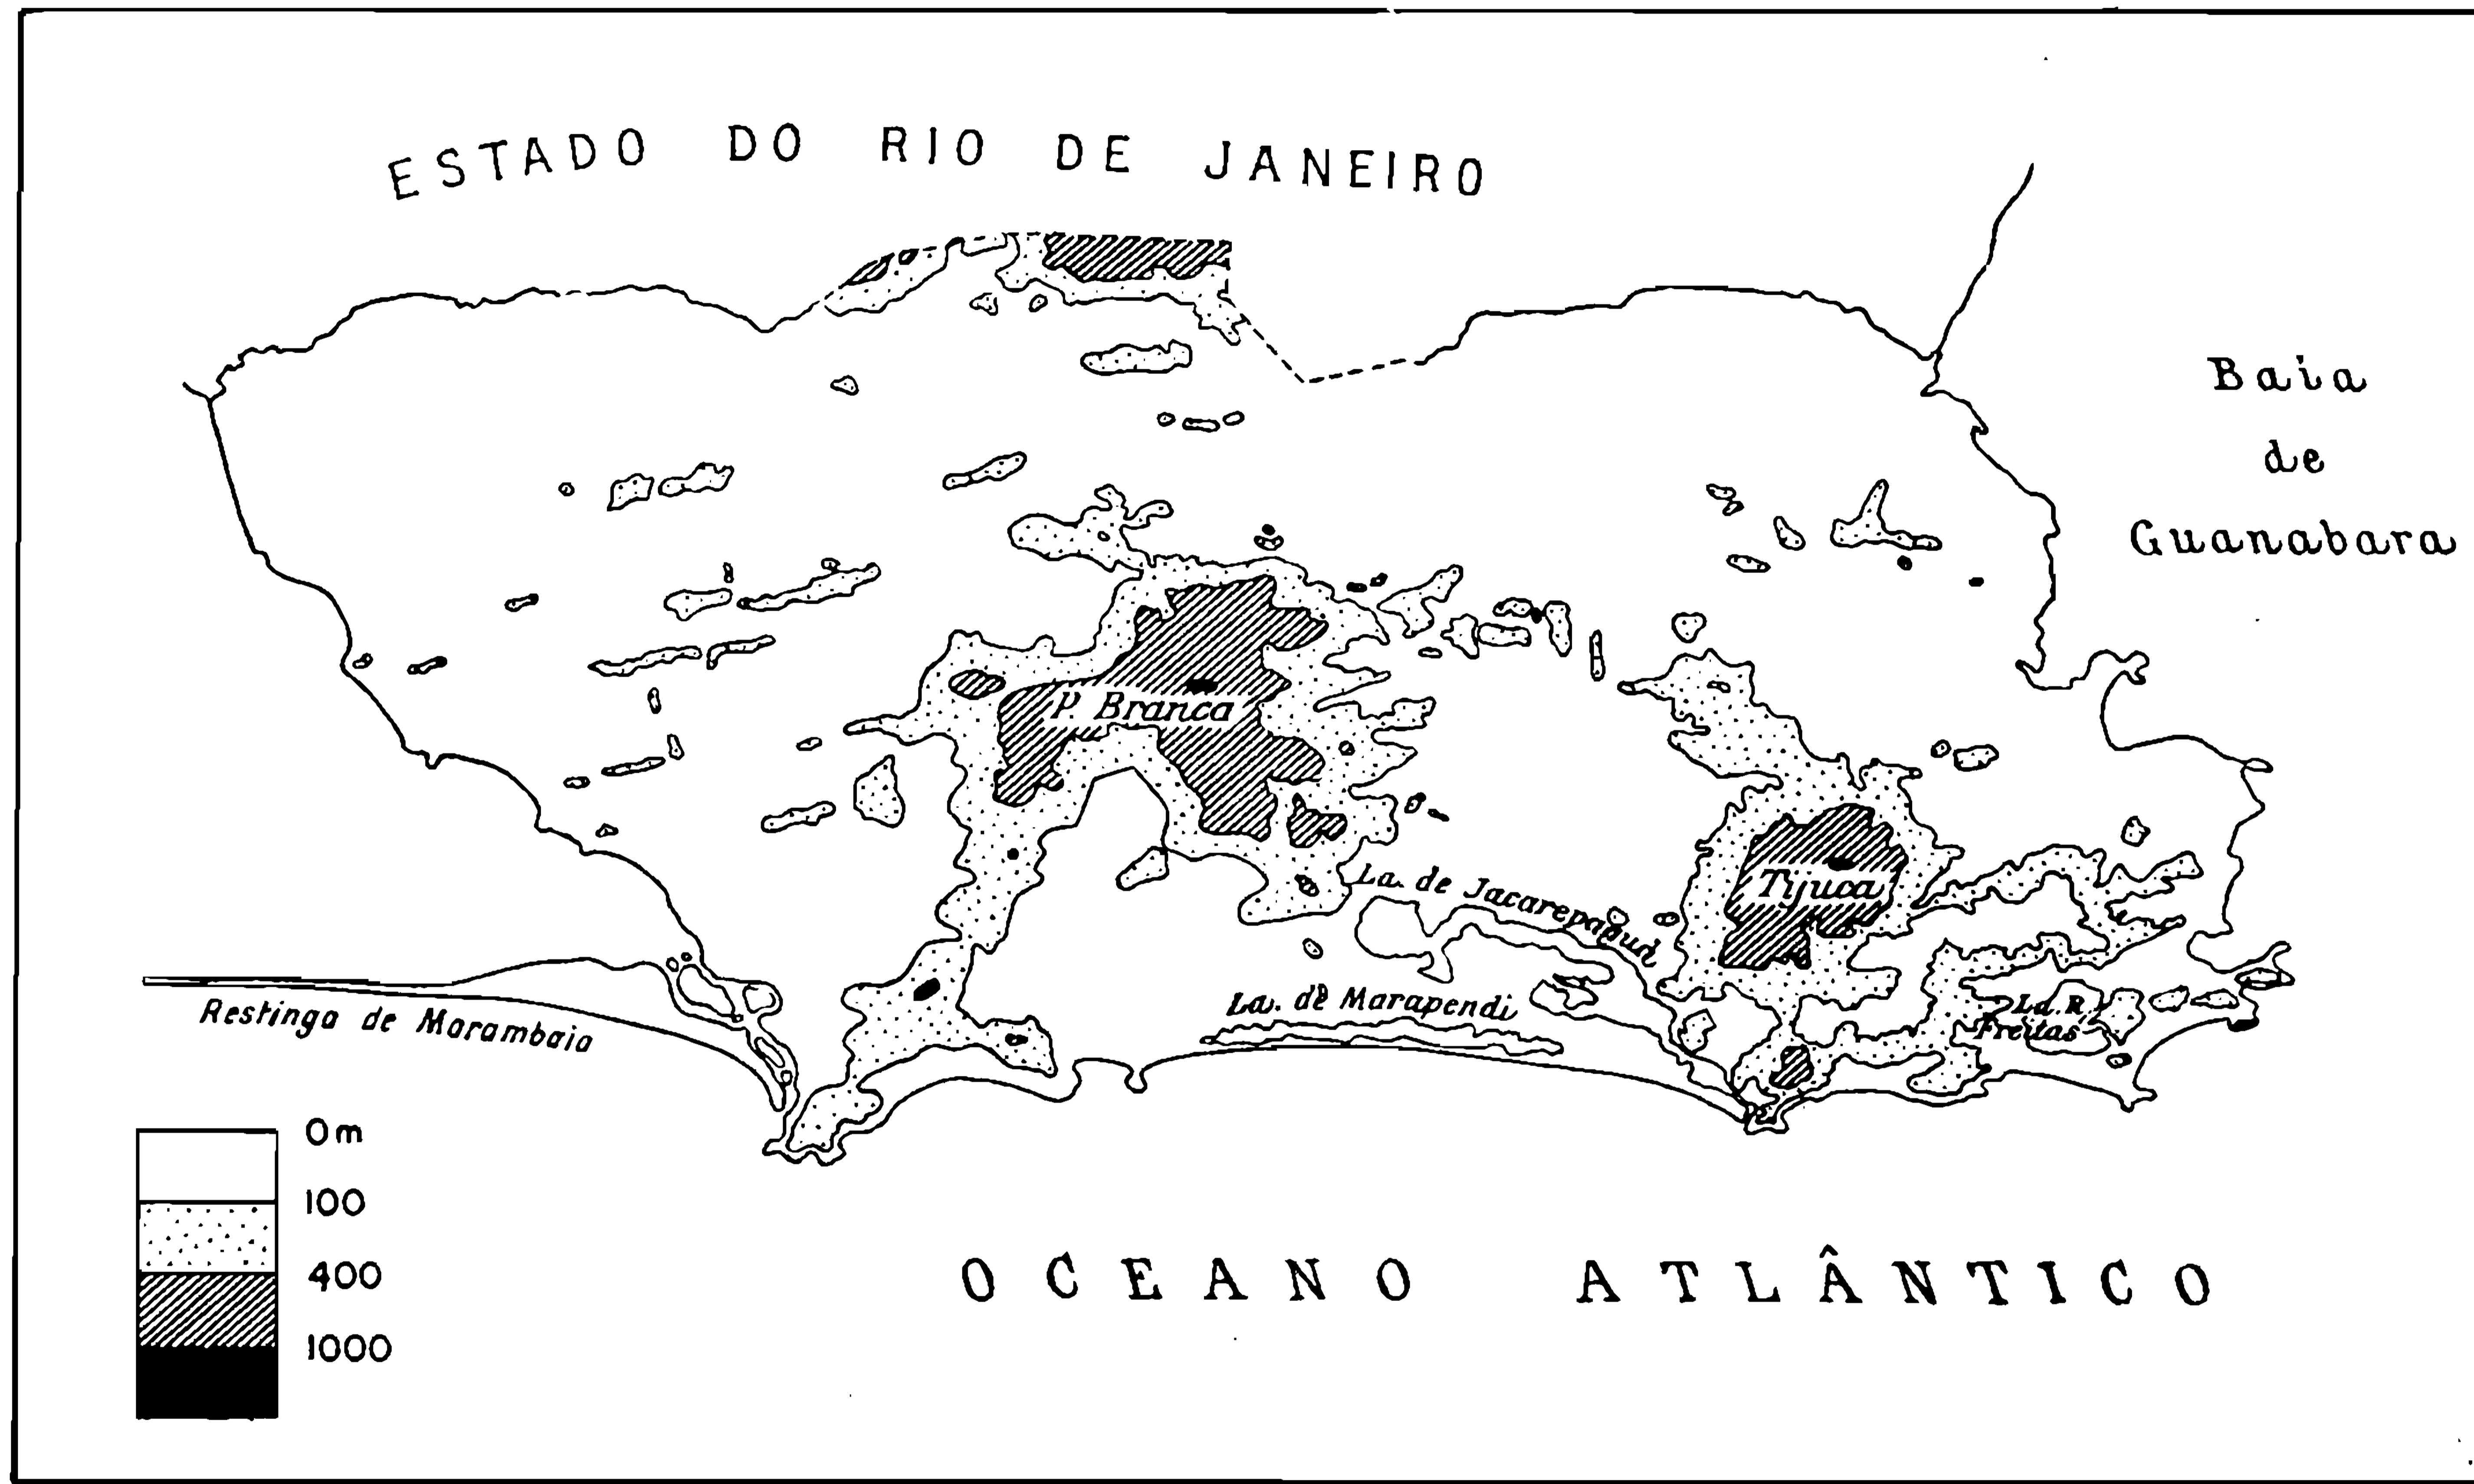 ESTADO DO RIO DE JANEIRO
Baia
de
Guanabara
P. Branca
Tijuca
La. de Jacarepaguá
La. de Marapendi
La. R.
Freitas
Restinga de Marambaia
0 m
100
400
1000
OCEANO ATLÂNTICO